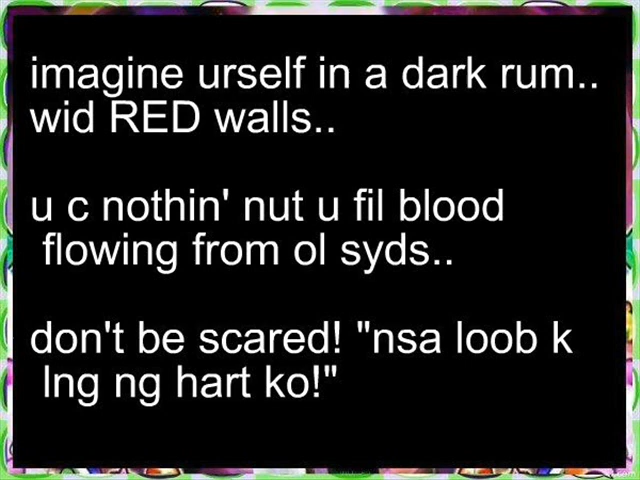 imagine urself in a dark rum..
wid RED walls..
u c nothin' nut u fil blood
flowing from ol syds..
don't be scared! "nsa loob k
lng ng hart ko!"